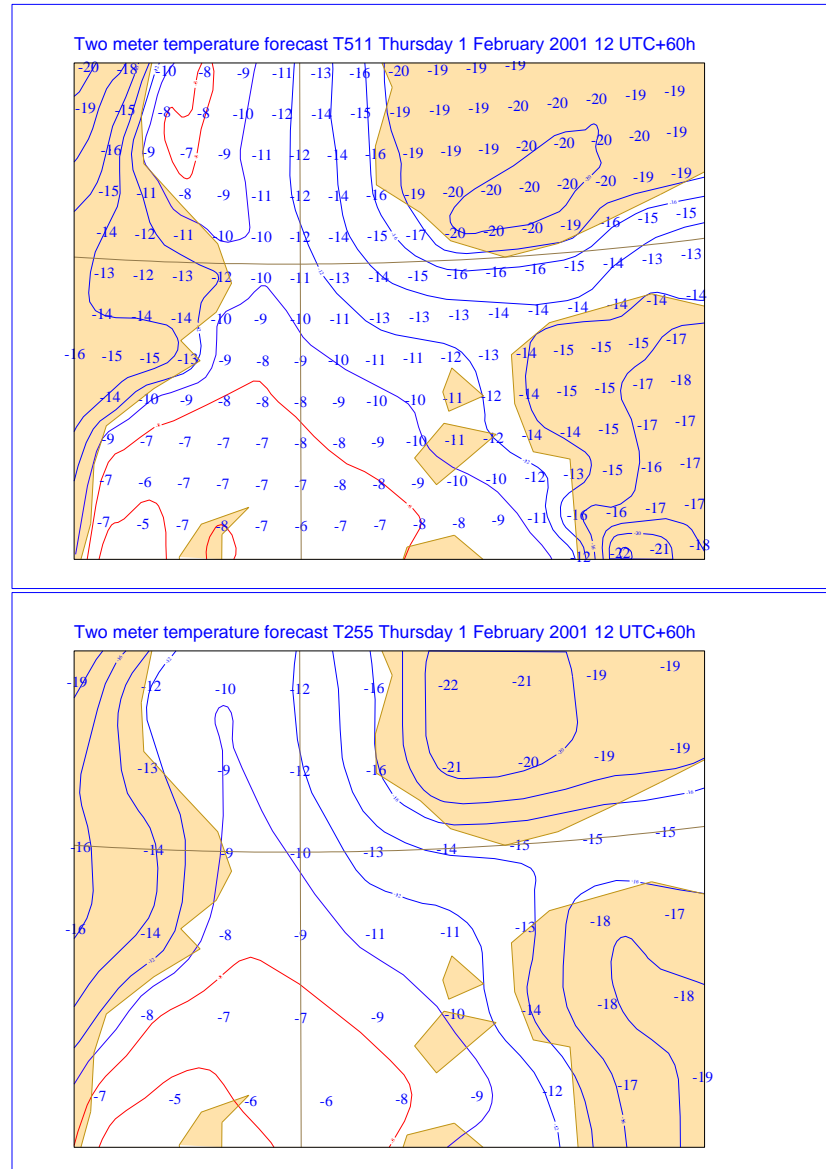 Two meter temperature forecast T511 Thursday 1 February 2001 12 UTC+60h
-20 -18 -10 -8 -9 -11 -13 -16 -20 -19 -19 -19
-19 -15 -8 -8 -10 -12 -14 -15 -19 -19 -19 -20 -20 -20 -19 -19
-16 -9 -7 -9 -11 -12 -14 -16 -19 -19 -19 -20 -20 -20 -20 -19
-15 -11 -8 -9 -11 -12 -14 -16 -19 -20 -20 -20 -20 -20 -19 -19
-14 -12 -11 -10 -10 -12 -14 -15 -17 -20 -20 -20 -19 -16 -15 -15
-13 -12 -13 -12 -10 -11 -13 -14 -15 -16 -16 -16 -15 -14 -13 -13
-14 -14 -14 -10 -9 -10 -11 -13 -13 -13 -14 -14 -14 -14 -14 -14
-16 -15 -15 -13 -9 -8 -9 -10 -11 -11 -12 -13 -14 -15 -15 -15 -17
-14 -10 -9 -8 -8 -8 -9 -10 -10 -11 -12 -14 -15 -15 -17 -18
-9 -7 -7 -7 -7 -8 -8 -9 -10 -11 -12 -14 -14 -15 -17 -17
-7 -6 -7 -7 -7 -7 -8 -8 -9 -10 -10 -12 -13 -15 -16 -17
-7 -5 -7 -8 -7 -6 -7 -7 -8 -8 -9 -11 -16 -16 -17 -17
-12 -22 -21 -18
Two meter temperature forecast T255 Thursday 1 February 2001 12 UTC+60h
-19 -12 -10 -12 -16 -22 -21 -19 -19
-13 -9 -12 -16 -21 -20 -19 -19
-16 -14 -9 -10 -13 -14 -15 -15 -15
-16 -14 -8 -9 -11 -11 -13 -18 -17
-8 -7 -7 -9 -10 -14 -18 -18
-7 -5 -6 -6 -8 -9 -12 -17 -19